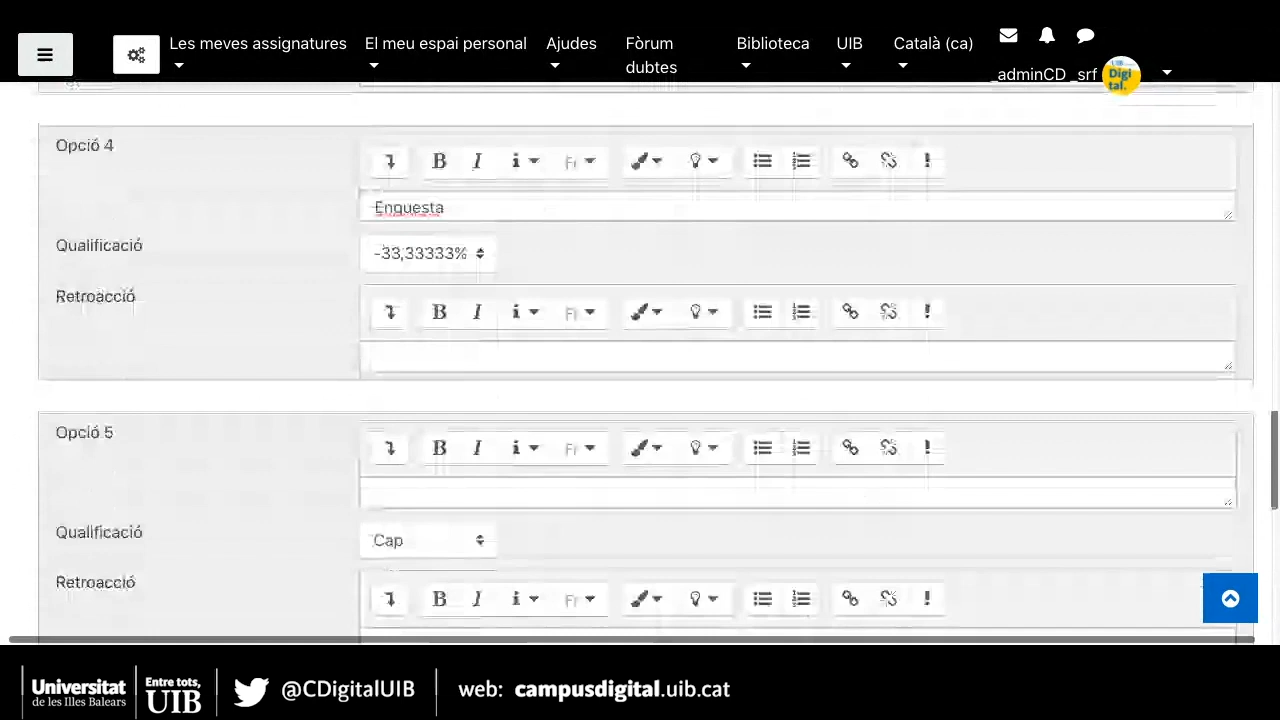 Les meves assignatures El meu espai personal Ajudes Fòrum dubtes Biblioteca UIB Català (ca)
_adminCD _srf Digi tal.
Opció 4
B I i
Enquesta
Qualificació -33,33333%
Retroacció
B I i
Opció 5
B I i
Qualificació Cap
Retroacció
B I i
Universitat de les Illes Balears
Entre tots, UIB
@CDigitalUIB
web: campusdigital.uib.cat